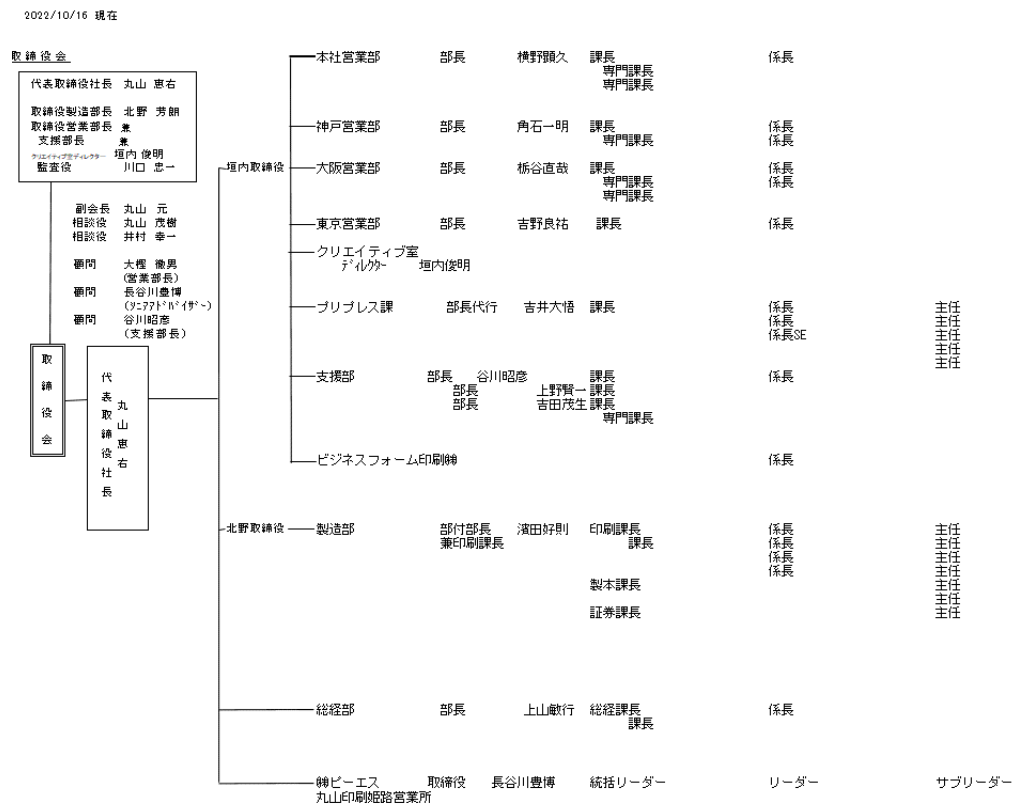 2022/10/16 現在
取締役会
代表取締役社長 丸山 恵右
取締役製造部長 北野 芳朗
取締役営業部長 兼
支援部長 兼
クリエイティブ室ディレクター 垣内 俊明
監査役 川口 忠一
副会長 丸山 元
相談役 丸山 茂樹
相談役 井村 幸一
顧問 大樫 徹男
(営業部長)
顧問 長谷川豊博
(シニアアドバイザー)
顧問 谷川昭彦
(支援部長)
取締役会
代表取締役社長
丸山恵右
垣内取締役
本社営業部 部長 横野顕久 課長 係長
専門課長
専門課長
神戸営業部 部長 角石一明 課長 係長
専門課長 係長
大阪営業部 部長 栃谷直哉 課長 係長
専門課長 係長
専門課長
東京営業部 部長 吉野良祐 課長 係長
クリエイティブ室
ディレクター 垣内俊明
プリプレス課 部長代行 吉井大悟 課長 係長 主任
係長 主任
係長SE 主任
主任
主任
支援部 部長 谷川昭彦 課長 係長
部長 上野賢一 課長
部長 吉田茂生 課長
専門課長
ビジネスフォーム印刷㈱ 係長
北野取締役
製造部 部付部長 濱田好則 印刷課長 係長 主任
兼印刷課長 課長 係長 主任
係長 主任
係長 主任
製本課長 主任
主任
証券課長 主任
総経部 部長 上山敏行 総経課長 係長
課長
㈱ピーエス 取締役 長谷川豊博 統括リーダー リーダー サブリーダー
丸山印刷姫路営業所